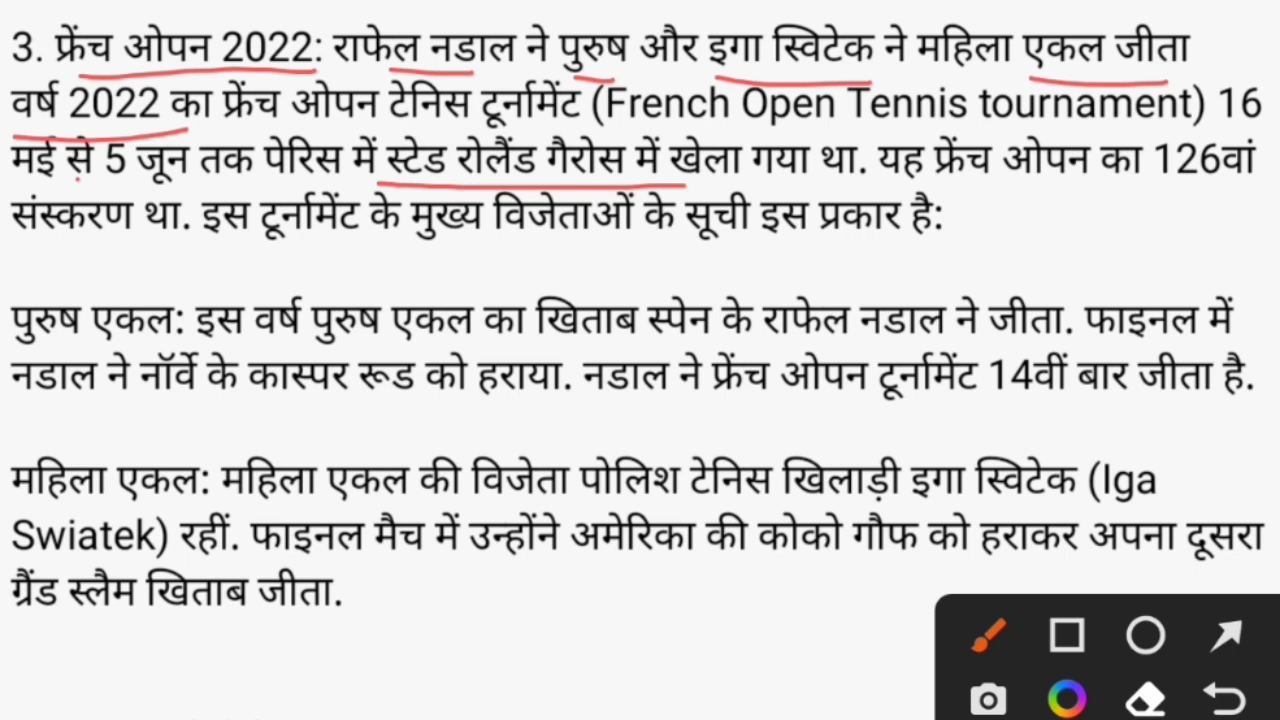 3. फ्रेंच ओपन 2022: राफेल नडाल ने पुरुष और इगा स्विटेक ने महिला एकल जीता
वर्ष 2022 का फ्रेंच ओपन टेनिस टूर्नामेंट (French Open Tennis tournament) 16
मई से 5 जून तक पेरिस में स्टेड रोलैंड गैरोस में खेला गया था. यह फ्रेंच ओपन का 126वां
संस्करण था. इस टूर्नामेंट के मुख्य विजेताओं के सूची इस प्रकार है:
पुरुष एकल: इस वर्ष पुरुष एकल का खिताब स्पेन के राफेल नडाल ने जीता. फाइनल में
नडाल ने नॉर्वे के कास्पर रूड को हराया. नडाल ने फ्रेंच ओपन टूर्नामेंट 14वीं बार जीता है.
महिला एकल: महिला एकल की विजेता पोलिश टेनिस खिलाड़ी इगा स्विटेक (Iga
Swiatek) रहीं. फाइनल मैच में उन्होंने अमेरिका की कोको गौफ को हराकर अपना दूसरा
ग्रैंड स्लैम खिताब जीता.